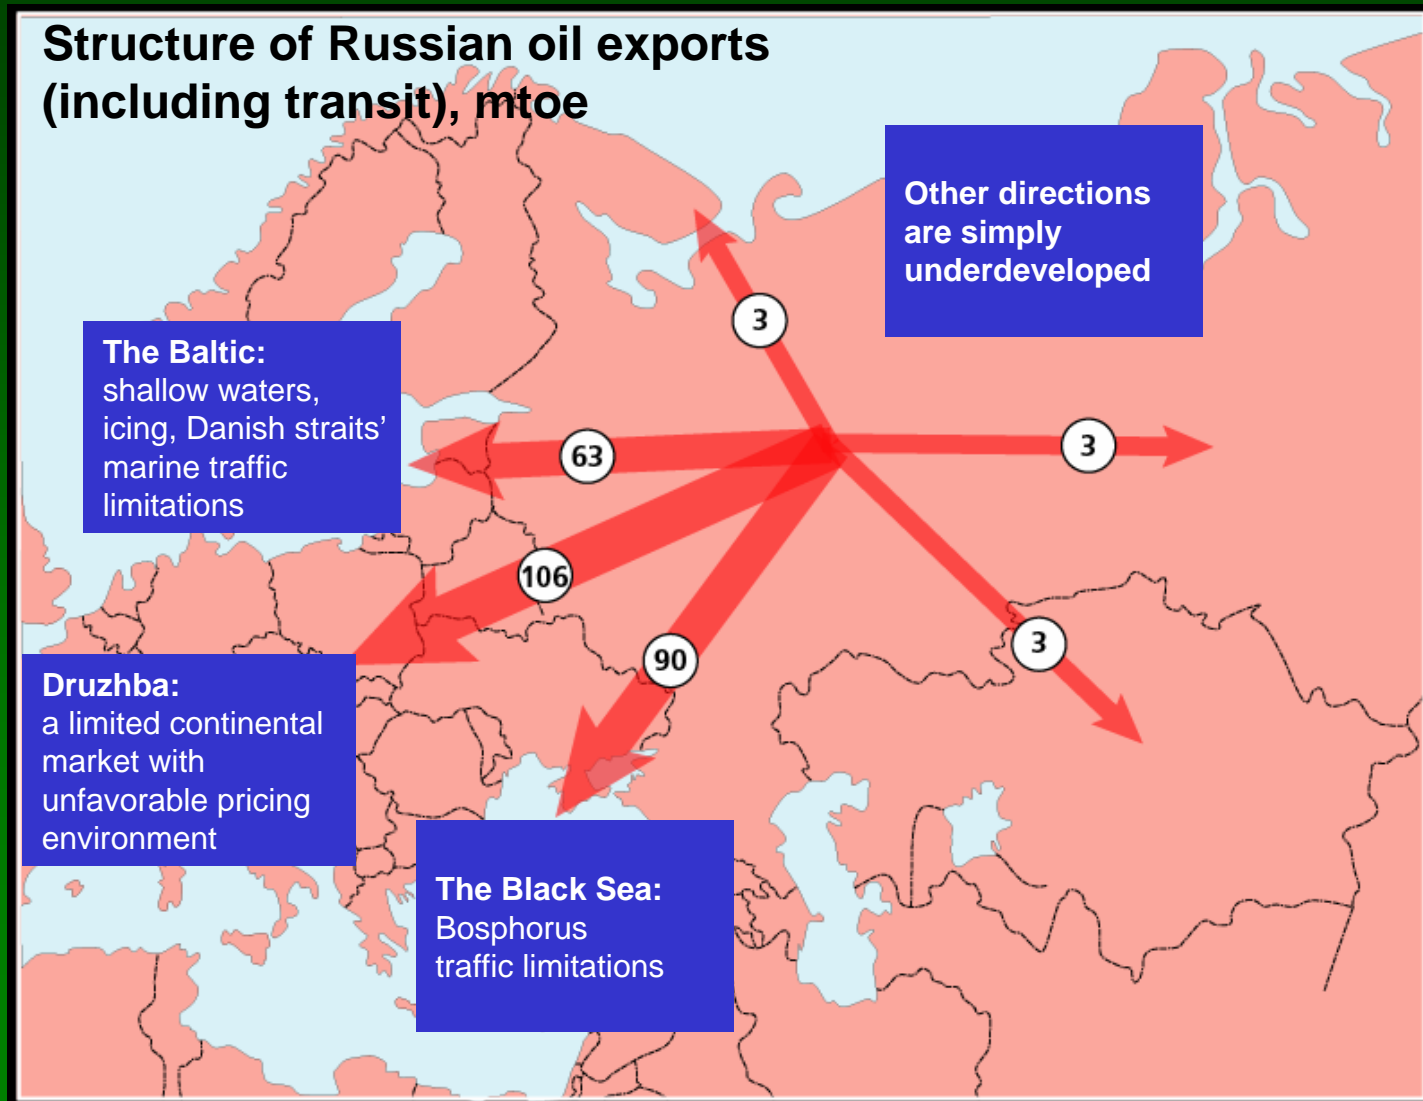 Structure of Russian oil exports
(including transit), mtoe
Other directions
are simply
underdeveloped
3
The Baltic:
shallow waters,
icing, Danish straits’
marine traffic
limitations
63
3
106
3
90
Druzhba:
a limited continental
market with
unfavorable pricing
environment
The Black Sea:
Bosphorus
traffic limitations